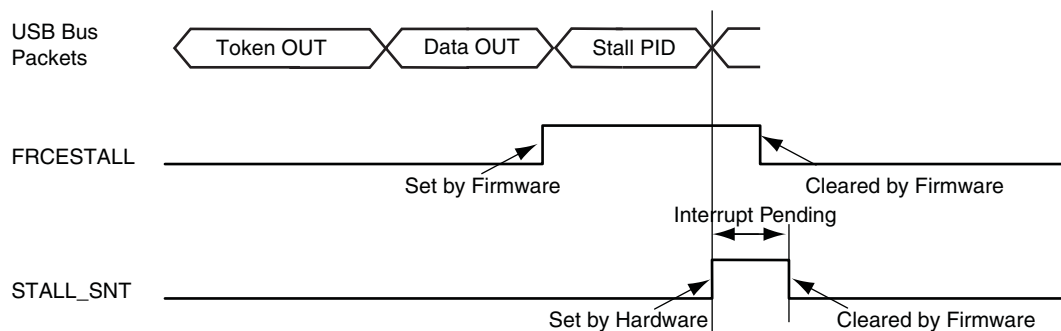 USB Bus
Packets
Token OUT
Data OUT
Stall PID
FRCESTALL
Set by Firmware
Cleared by Firmware
Interrupt Pending
STALL_SNT
Set by Hardware
Cleared by Firmware